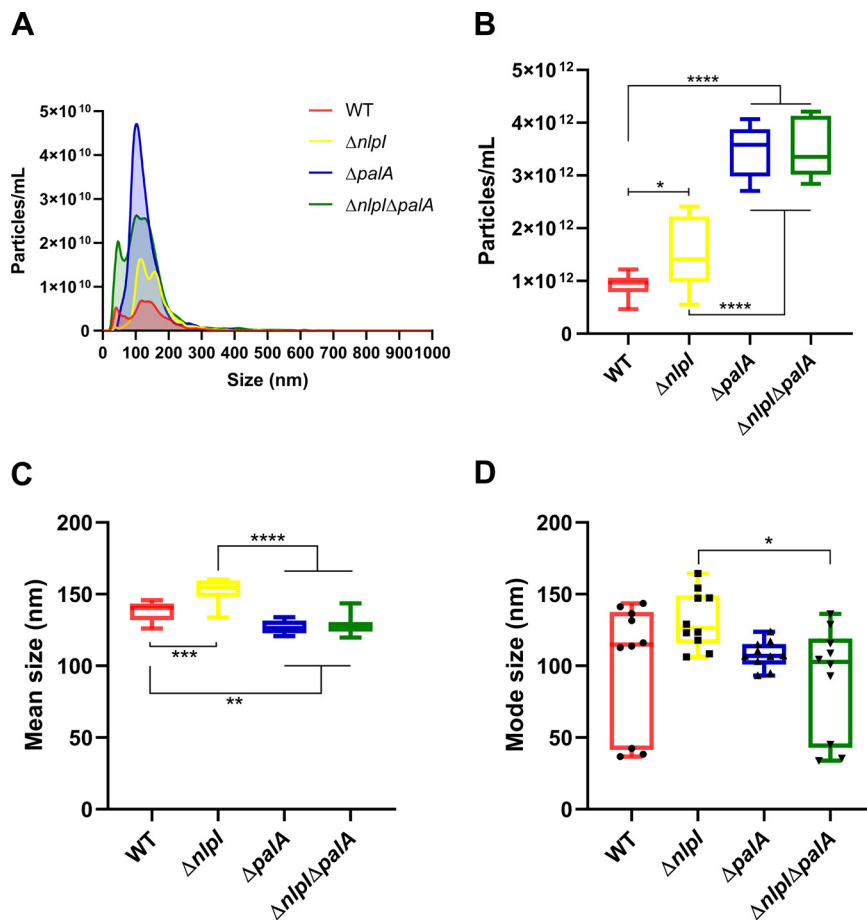 A
Particles/mL
5×10¹⁰
4×10¹⁰
3×10¹⁰
2×10¹⁰
1×10¹⁰
0
0 100 200 300 400 500 600 700 800 900 1000
Size (nm)
WT
ΔnlpI
ΔpalA
ΔnlpIΔpalA
B
Particles/mL
5×10¹²
4×10¹²
3×10¹²
2×10¹²
1×10¹²
0
****
*
****
WT
ΔnlpI
ΔpalA
ΔnlpIΔpalA
C
Mean size (nm)
200
150
100
50
0
****
***
**
WT
ΔnlpI
ΔpalA
ΔnlpIΔpalA
D
Mode size (nm)
200
150
100
50
0
*
WT
ΔnlpI
ΔpalA
ΔnlpIΔpalA